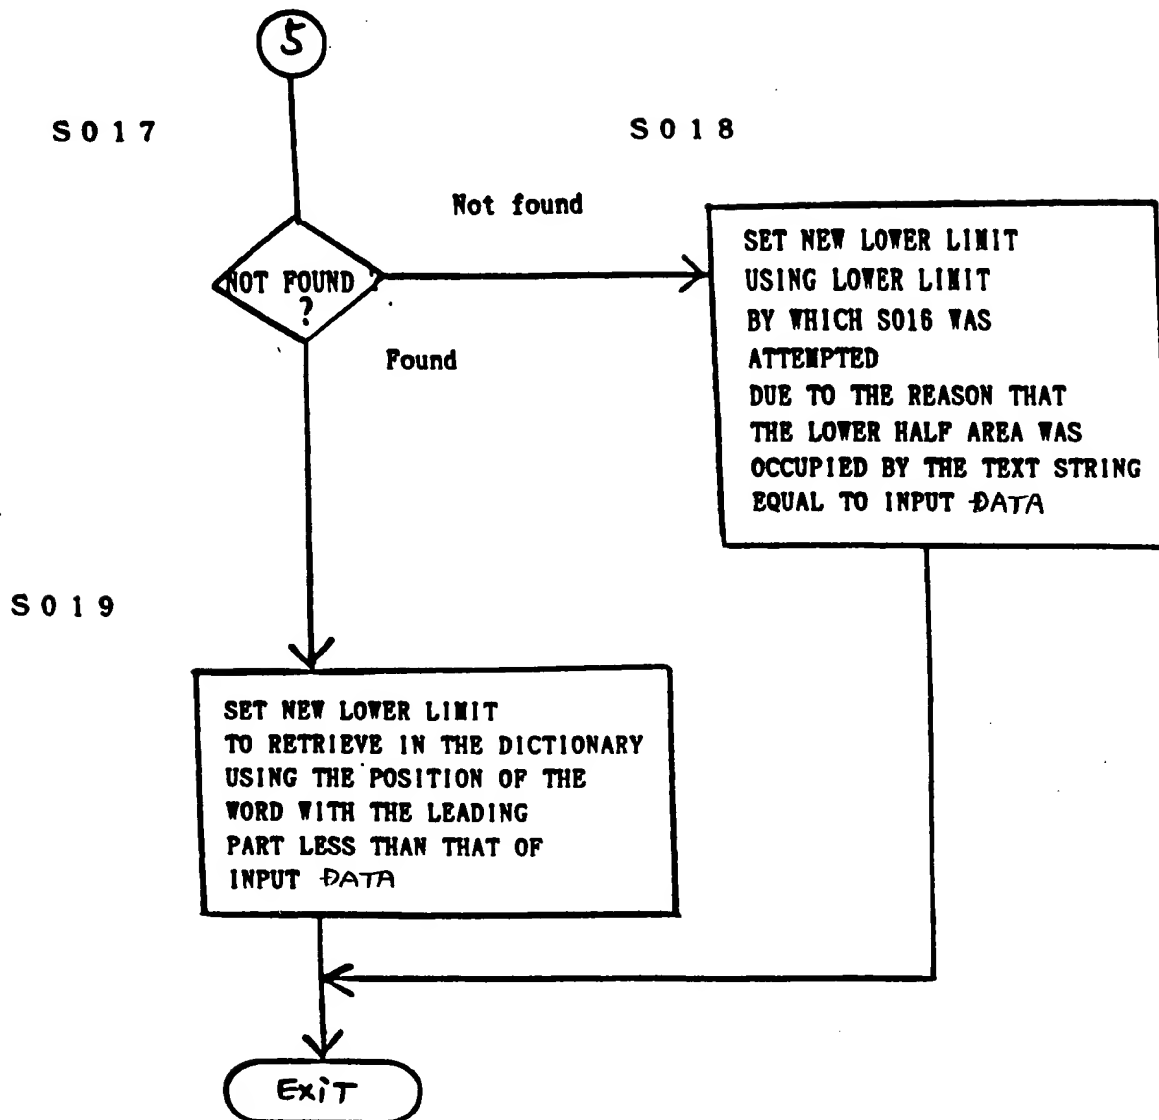 5
S017
S018
Not found
NOT FOUND
?
Found
SET NEW LOWER LIMIT
USING LOWER LIMIT
BY WHICH S016 WAS
ATTEMPTED
DUE TO THE REASON THAT
THE LOWER HALF AREA WAS
OCCUPIED BY THE TEXT STRING
EQUAL TO INPUT DATA
S019
SET NEW LOWER LIMIT
TO RETRIEVE IN THE DICTIONARY
USING THE POSITION OF THE
WORD WITH THE LEADING
PART LESS THAN THAT OF
INPUT DATA
EXiT